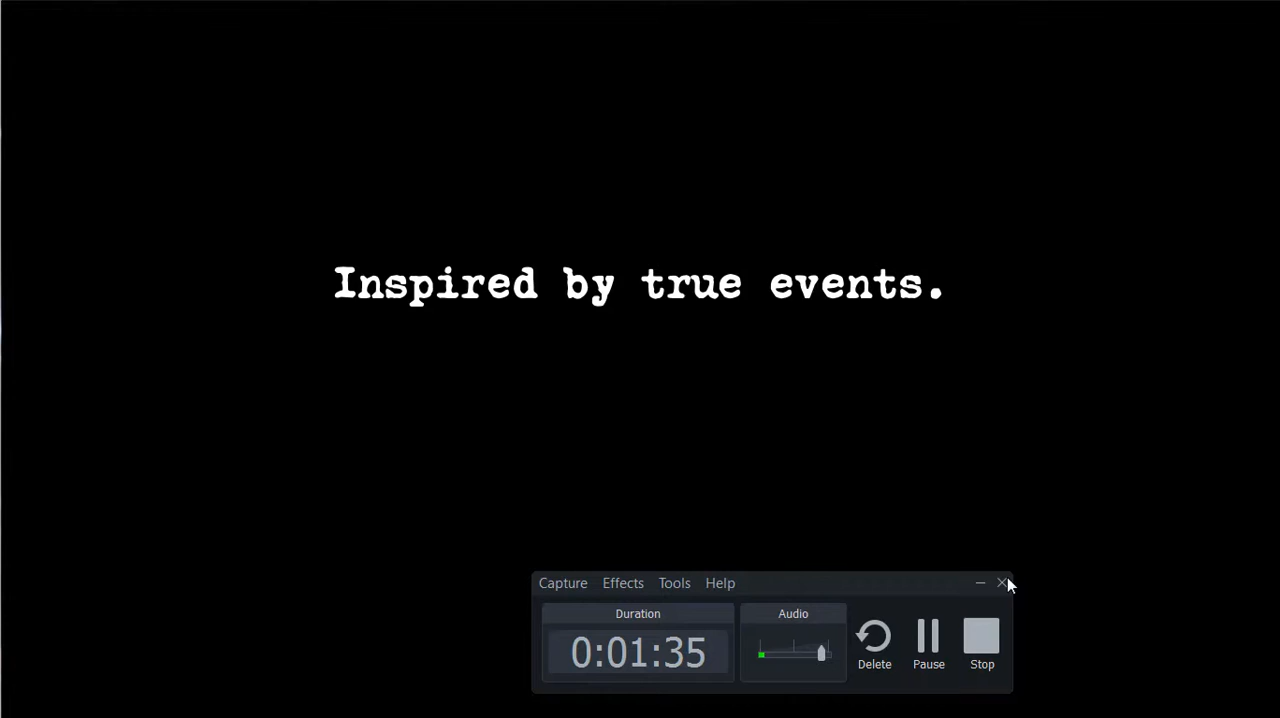 Inspired by true events.
Capture Effects Tools Help
Duration Audio
0:01:35
Delete Pause Stop